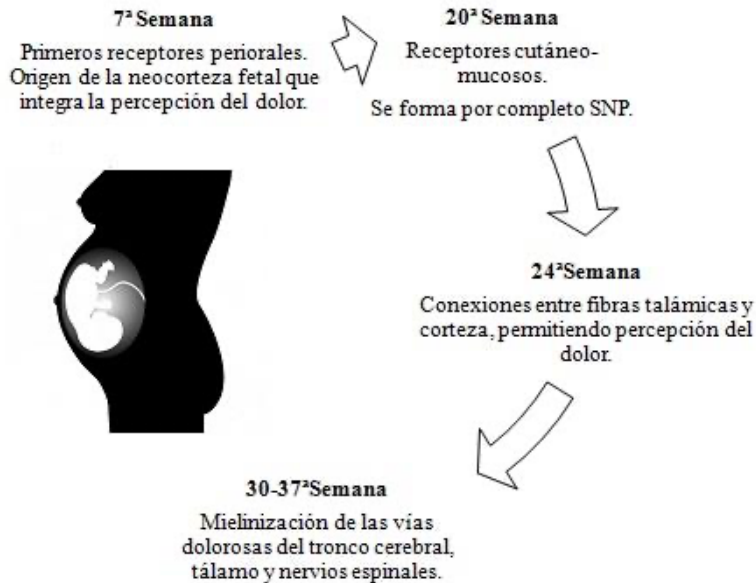 7ª Semana
Primeros receptores periorales.
Origen de la neocorteza fetal que
integra la percepción del dolor.
20ª Semana
Receptores cutáneo-
mucosos.
Se forma por completo SNP.
24ªSemana
Conexiones entre fibras talámicas y
corteza, permitiendo percepción del
dolor.
30-37ªSemana
Mielinización de las vías
dolorosas del tronco cerebral,
tálamo y nervios espinales.